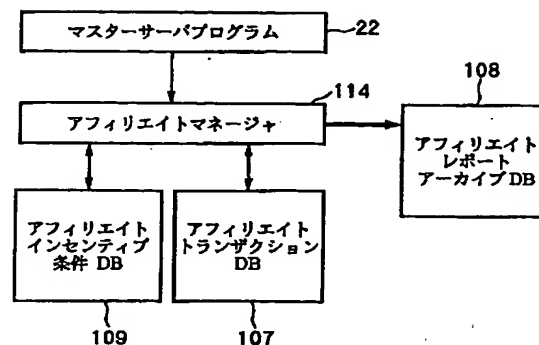 マスターサーバプログラム
22
114
アフィリエイトマネージャ
108
アフィリエイト
レポート
アーカイブDB
アフィリエイト
インセンティブ
条件 DB
アフィリエイト
トランザクション
DB
109
107